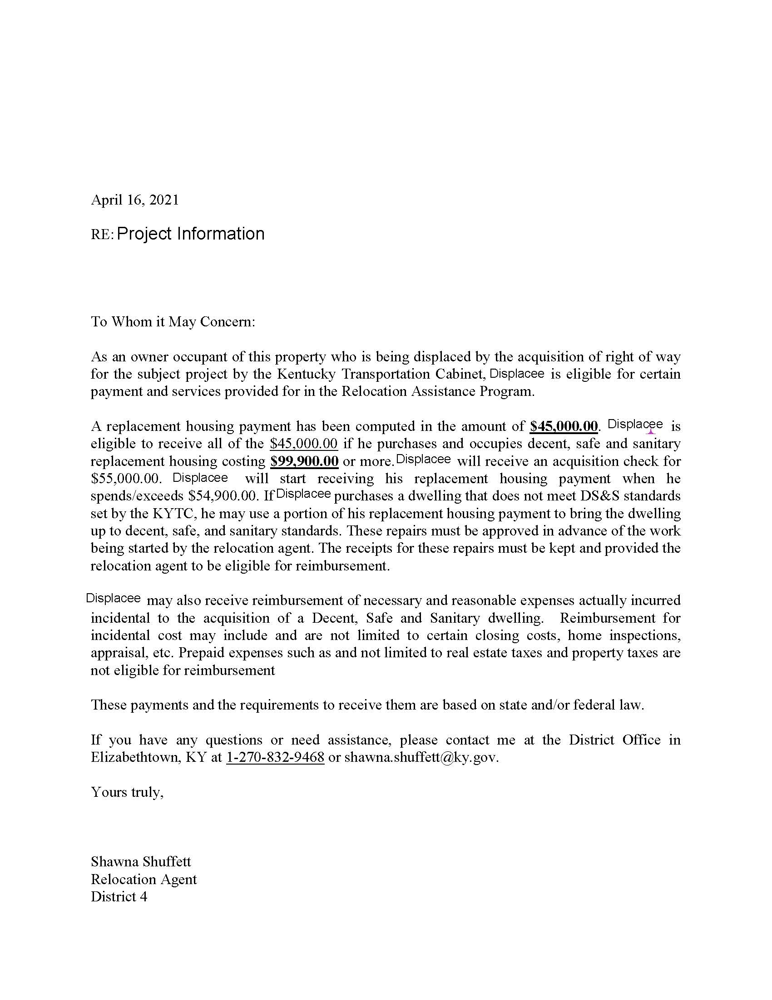 April 16, 2021
RE: Project Information
To Whom it May Concern:
As an owner occupant of this property who is being displaced by the acquisition of right of way
for the subject project by the Kentucky Transportation Cabinet, Displacee is eligible for certain
payment and services provided for in the Relocation Assistance Program.
A replacement housing payment has been computed in the amount of $45,000.00. Displacee is
eligible to receive all of the $45,000.00 if he purchases and occupies decent, safe and sanitary
replacement housing costing $99,900.00 or more. Displacee will receive an acquisition check for
$55,000.00. Displacee will start receiving his replacement housing payment when he
spends/exceeds $54,900.00. If Displacee purchases a dwelling that does not meet DS&S standards
set by the KYTC, he may use a portion of his replacement housing payment to bring the dwelling
up to decent, safe, and sanitary standards. These repairs must be approved in advance of the work
being started by the relocation agent. The receipts for these repairs must be kept and provided the
relocation agent to be eligible for reimbursement.
Displacee may also receive reimbursement of necessary and reasonable expenses actually incurred
incidental to the acquisition of a Decent, Safe and Sanitary dwelling. Reimbursement for
incidental cost may include and are not limited to certain closing costs, home inspections,
appraisal, etc. Prepaid expenses such as and not limited to real estate taxes and property taxes are
not eligible for reimbursement
These payments and the requirements to receive them are based on state and/or federal law.
If you have any questions or need assistance, please contact me at the District Office in
Elizabethtown, KY at 1-270-832-9468 or shawna.shuffett@ky.gov.
Yours truly,
Shawna Shuffett
Relocation Agent
District 4